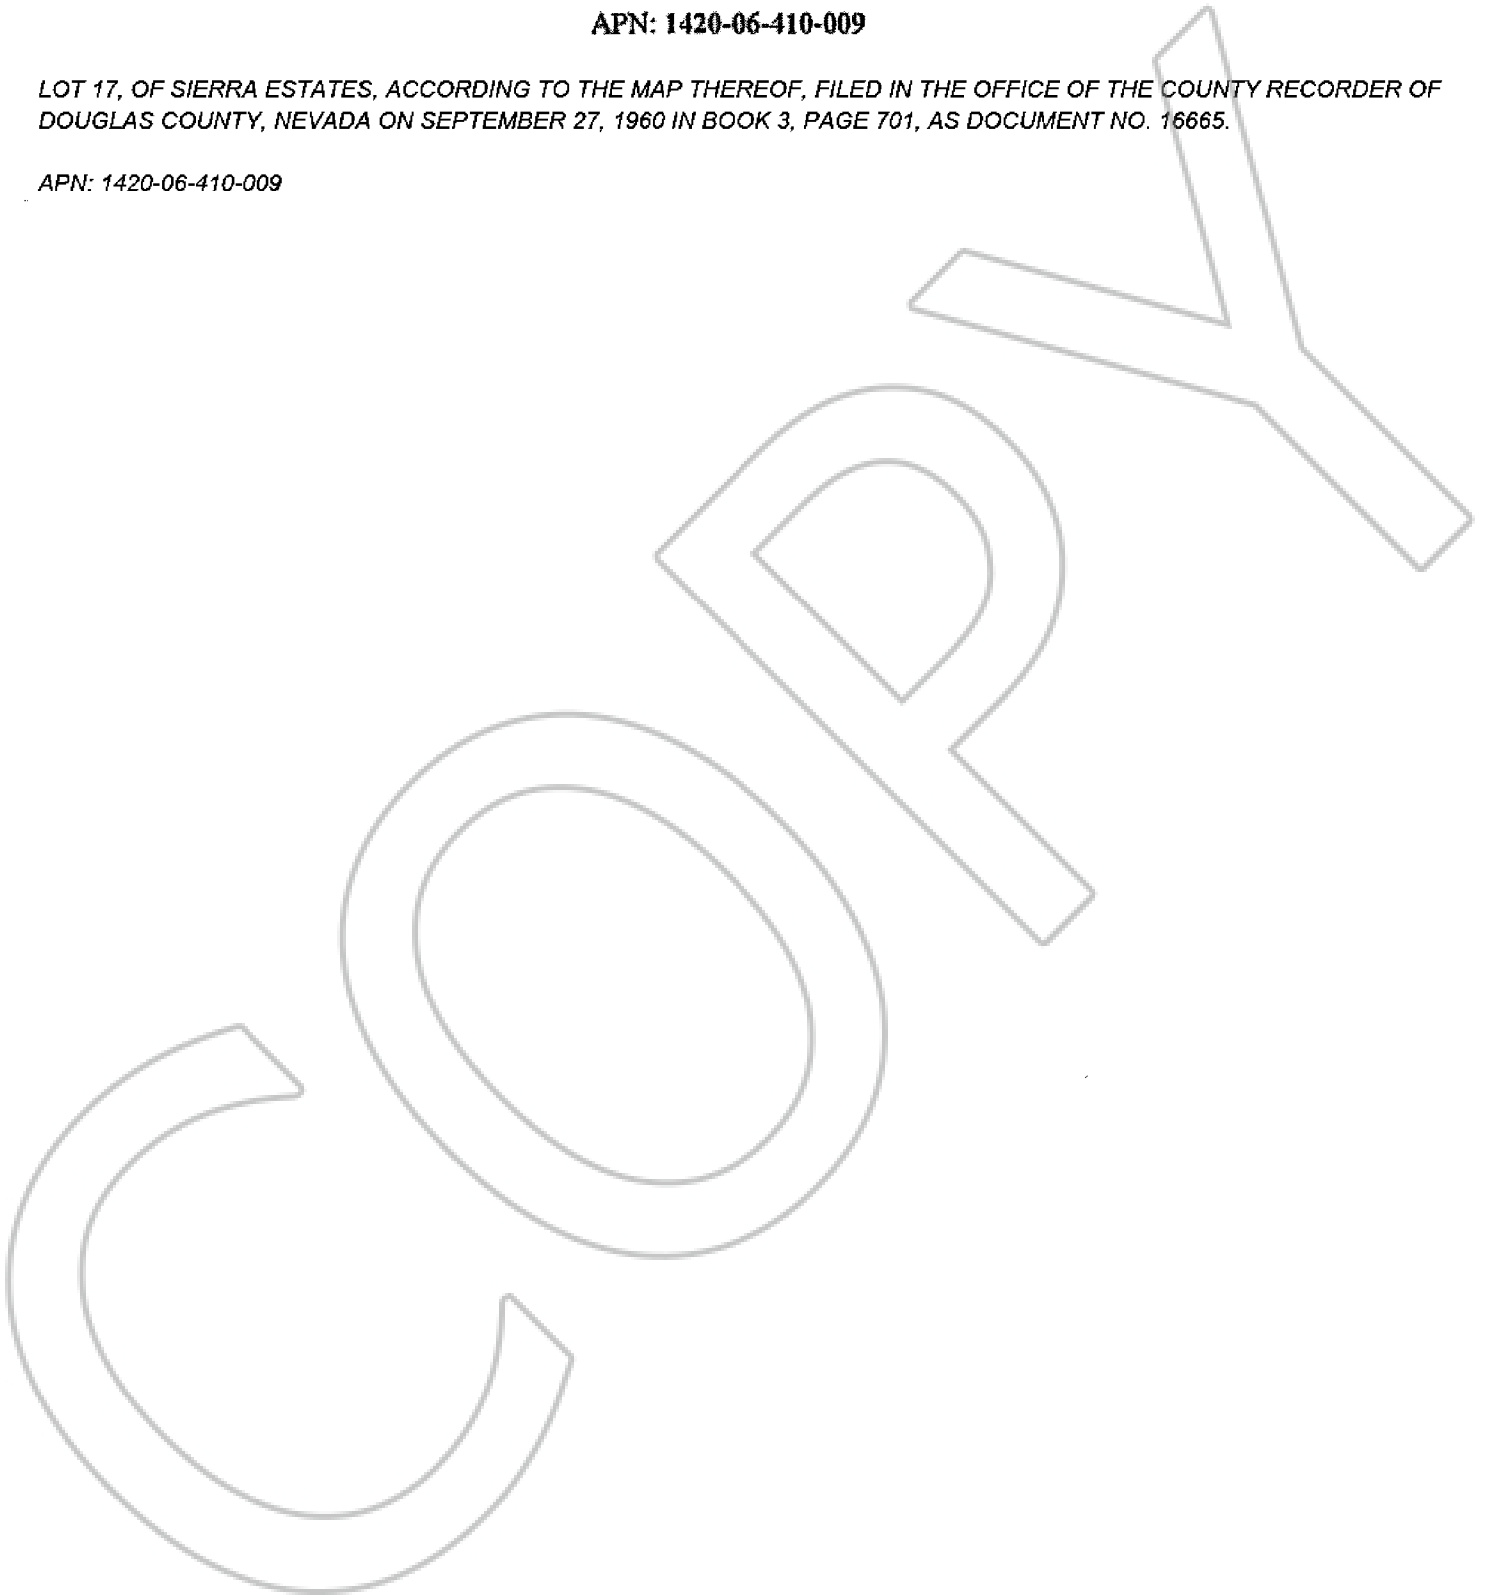 APN: 1420-06-410-009
LOT 17, OF SIERRA ESTATES, ACCORDING TO THE MAP THEREOF, FILED IN THE OFFICE OF THE COUNTY RECORDER OF
DOUGLAS COUNTY, NEVADA ON SEPTEMBER 27, 1960 IN BOOK 3, PAGE 701, AS DOCUMENT NO. 16665.
APN: 1420-06-410-009
COPY